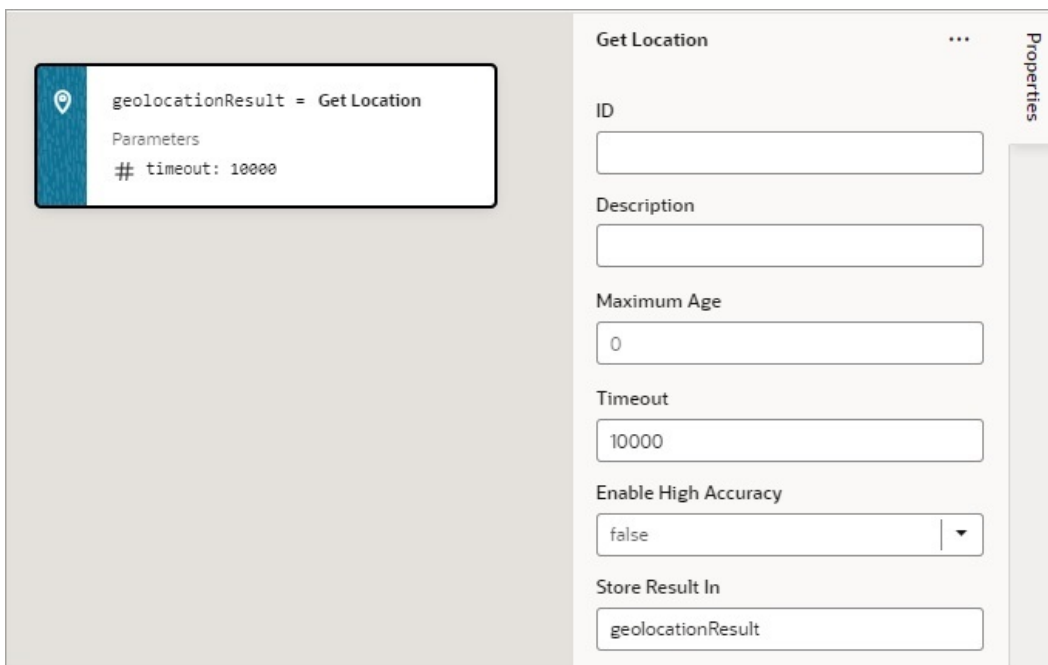 geolocationResult = Get Location
Parameters
# timeout: 10000
Get Location
...
ID
Description
Maximum Age
0
Timeout
10000
Enable High Accuracy
false
Store Result In
geolocationResult
Properties